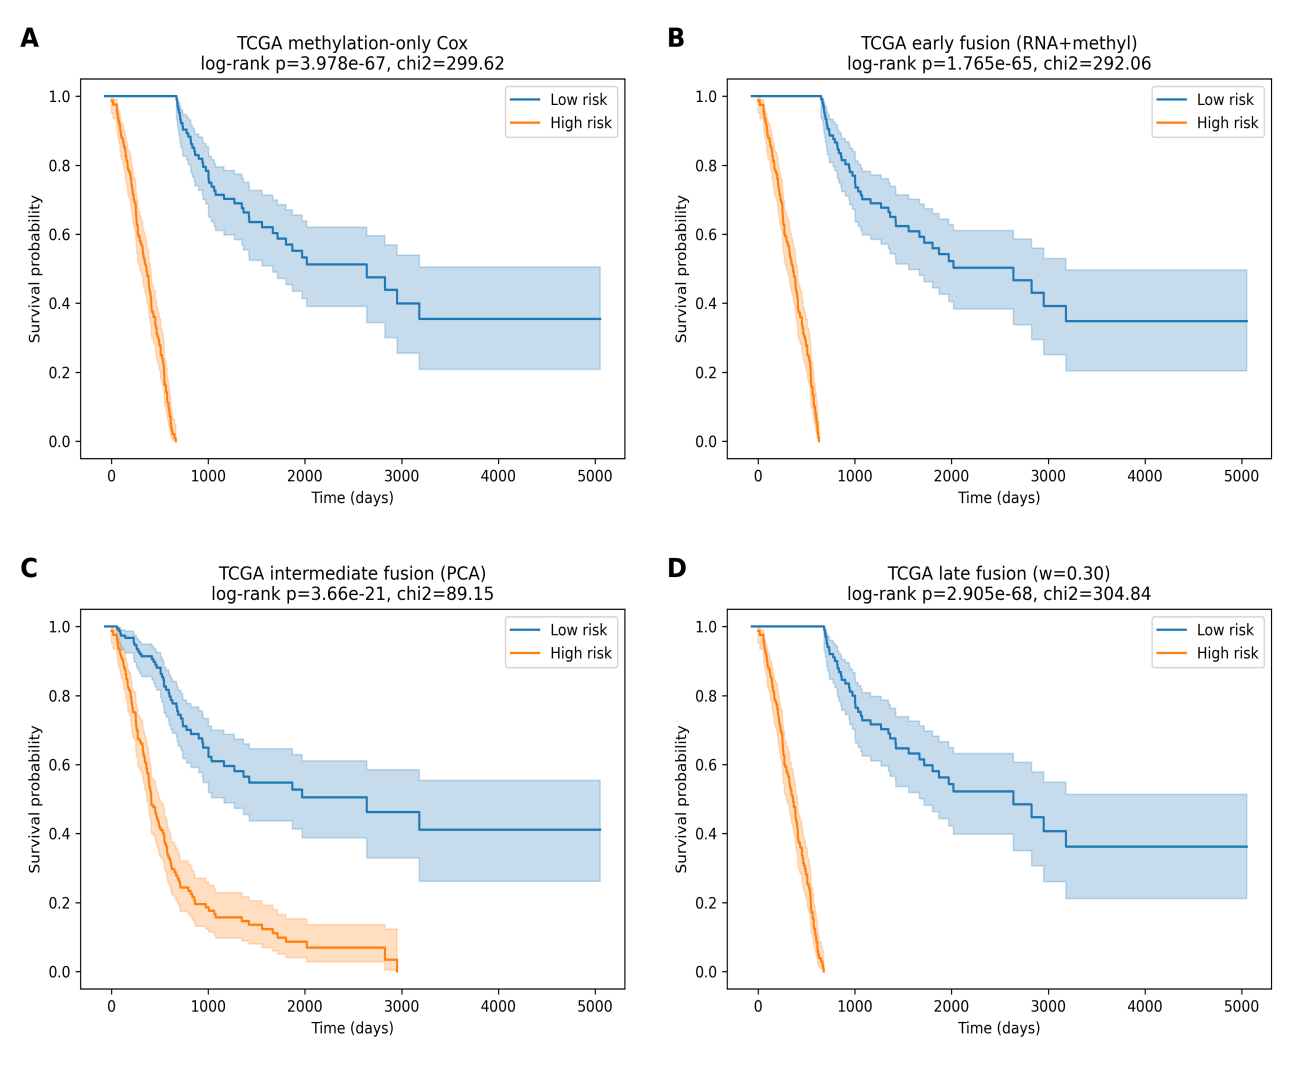 A
TCGA methylation-only Cox
log-rank p=3.978e-67, chi2=299.62
Low risk
High risk
1.0
0.8
0.6
0.4
0.2
0.0
Survival probability
0 1000 2000 3000 4000 5000
Time (days)
B
TCGA early fusion (RNA+methyl)
log-rank p=1.765e-65, chi2=292.06
Low risk
High risk
1.0
0.8
0.6
0.4
0.2
0.0
Survival probability
0 1000 2000 3000 4000 5000
Time (days)
C
TCGA intermediate fusion (PCA)
log-rank p=3.66e-21, chi2=89.15
Low risk
High risk
1.0
0.8
0.6
0.4
0.2
0.0
Survival probability
0 1000 2000 3000 4000 5000
Time (days)
D
TCGA late fusion (w=0.30)
log-rank p=2.905e-68, chi2=304.84
Low risk
High risk
1.0
0.8
0.6
0.4
0.2
0.0
Survival probability
0 1000 2000 3000 4000 5000
Time (days)